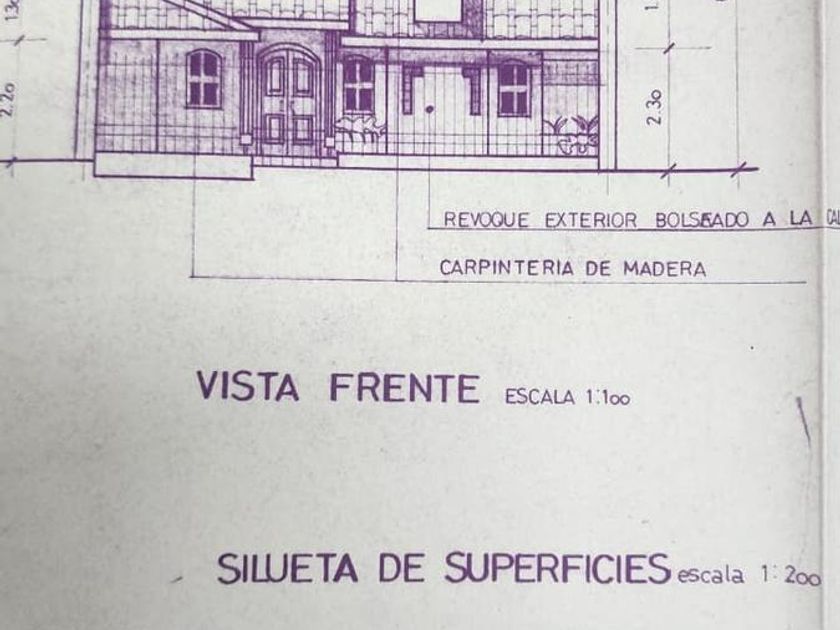 2.20
2.30
REVOQUE EXTERIOR BOLSEADO A LA
CARPINTERIA DE MADERA
VISTA FRENTE ESCALA 1:100
SILUETA DE SUPERFICIES escala 1:200